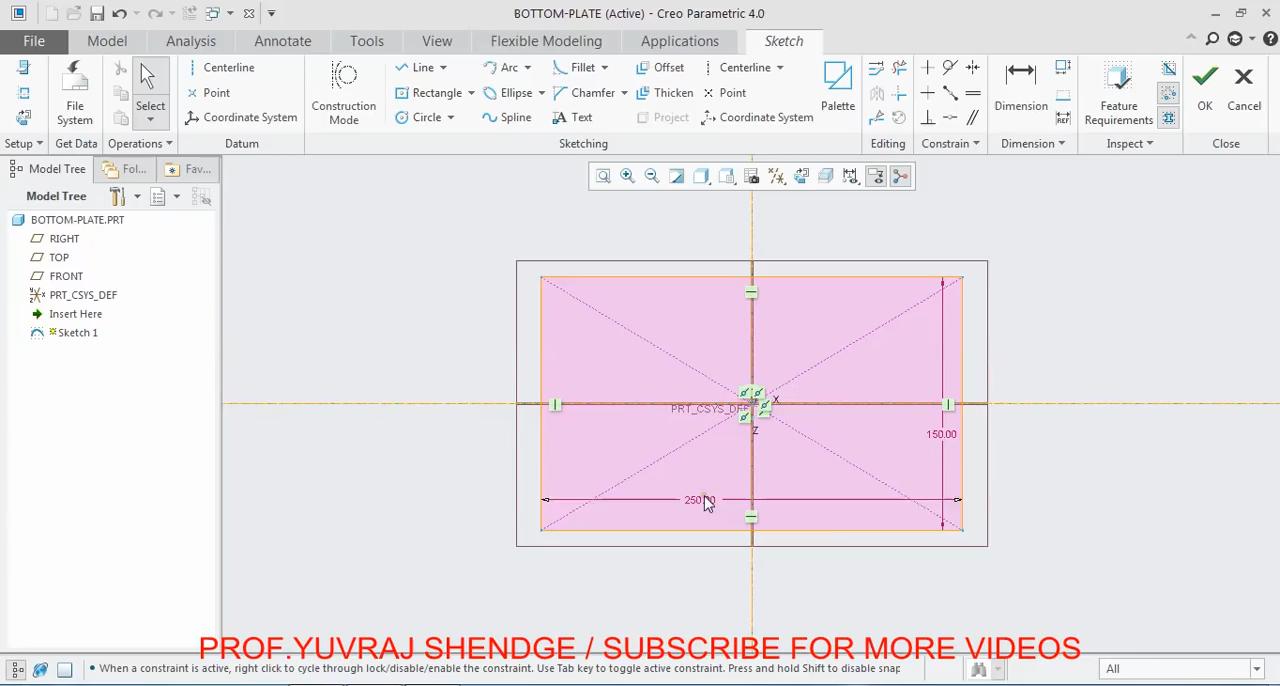 BOTTOM-PLATE (Active) - Creo Parametric 4.0
File Model Analysis Annotate Tools View Flexible Modeling Applications Sketch
Centerline
Point
Coordinate System
File System
Select
Construction Mode
Line Arc Fillet Offset Centerline
Rectangle Ellipse Chamfer Thicken Point
Circle Spline Text Project Coordinate System
Palette
Dimension
REF
Feature Requirements
OK
Cancel
Setup Get Data Operations Datum Sketching Editing Constrain Dimension Inspect Close
Model Tree Fol... Fav...
Model Tree
BOTTOM-PLATE.PRT
RIGHT
TOP
FRONT
PRT_CSYS_DEF
Insert Here
Sketch 1
X
PRT_CSYS_DEF
Z
150.00
PROF.YUVRAJ SHENDGE / SUBSCRIBE FOR MORE VIDEOS
• When a constraint is active, right click to cycle through lock/disable/enable the constraint. Use Tab key to toggle active constraint. Press and hold Shift to disable snap
All